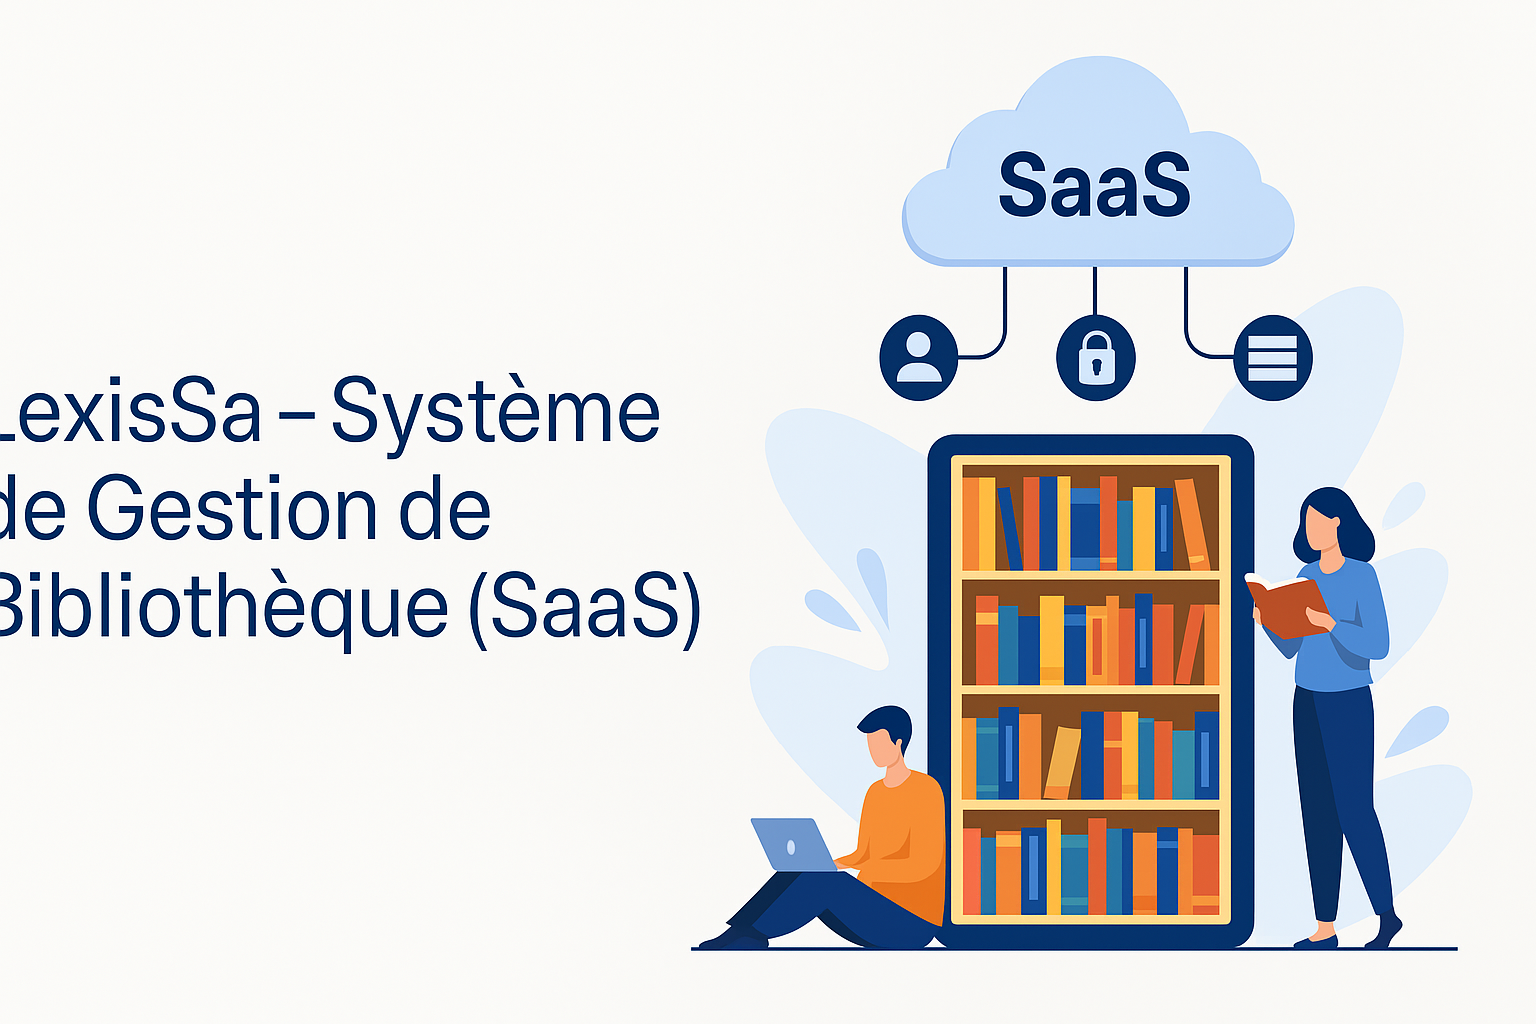 SaaS
LexisSa – Système
de Gestion de
Bibliothèque (SaaS)